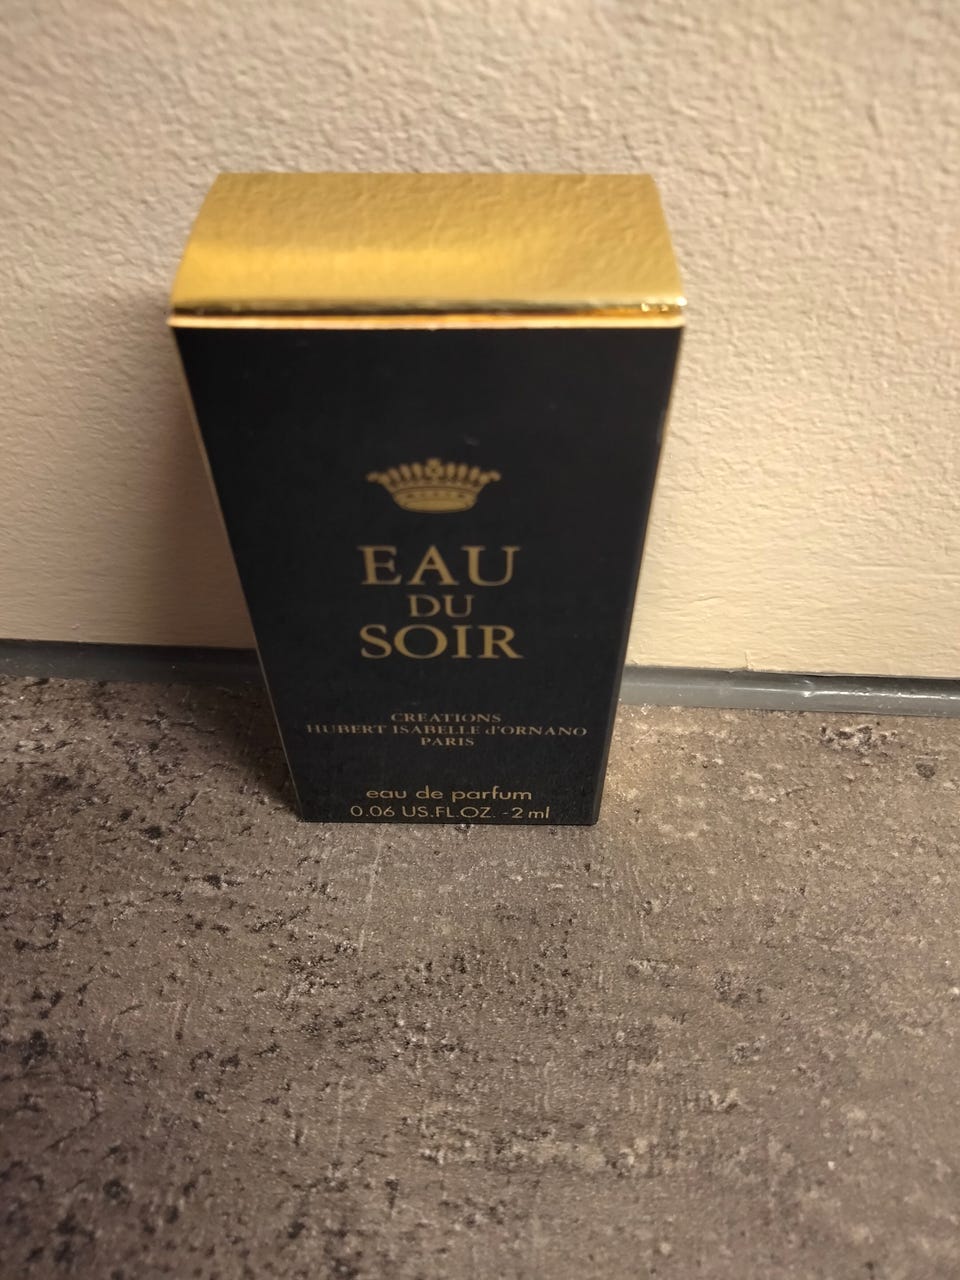 EAU
DU
SOIR
CREATIONS
HUBERT ISABELLE d'ORNANO
PARIS
eau de parfum
0.06 US.FL.OZ. - 2 ml